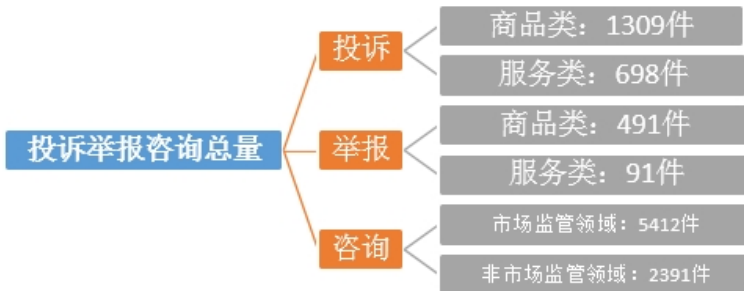 投诉举报咨询总量
投诉
商品类：1309件
服务类：698件
举报
商品类：491件
服务类：91件
咨询
市场监管领域：5412件
非市场监管领域：2391件